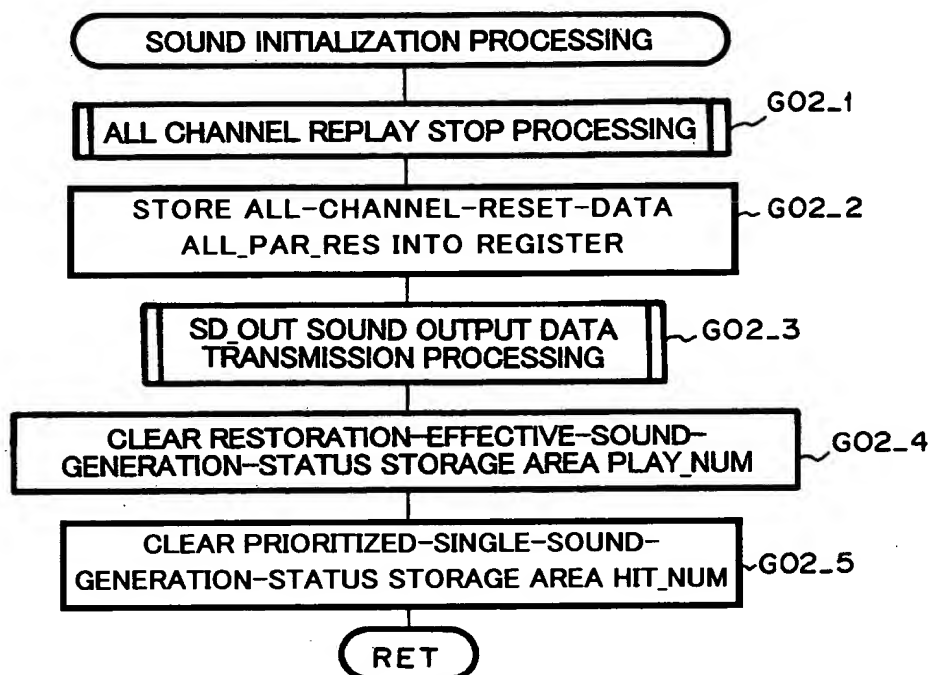 SOUND INITIALIZATION PROCESSING
ALL CHANNEL REPLAY STOP PROCESSING
G02_1
STORE ALL-CHANNEL-RESET-DATA
ALL_PAR_RES INTO REGISTER
G02_2
SD_OUT SOUND OUTPUT DATA
TRANSMISSION PROCESSING
G02_3
CLEAR RESTORATION-EFFECTIVE-SOUND-
GENERATION-STATUS STORAGE AREA PLAY_NUM
G02_4
CLEAR PRIORITIZED-SINGLE-SOUND-
GENERATION-STATUS STORAGE AREA HIT_NUM
G02_5
RET